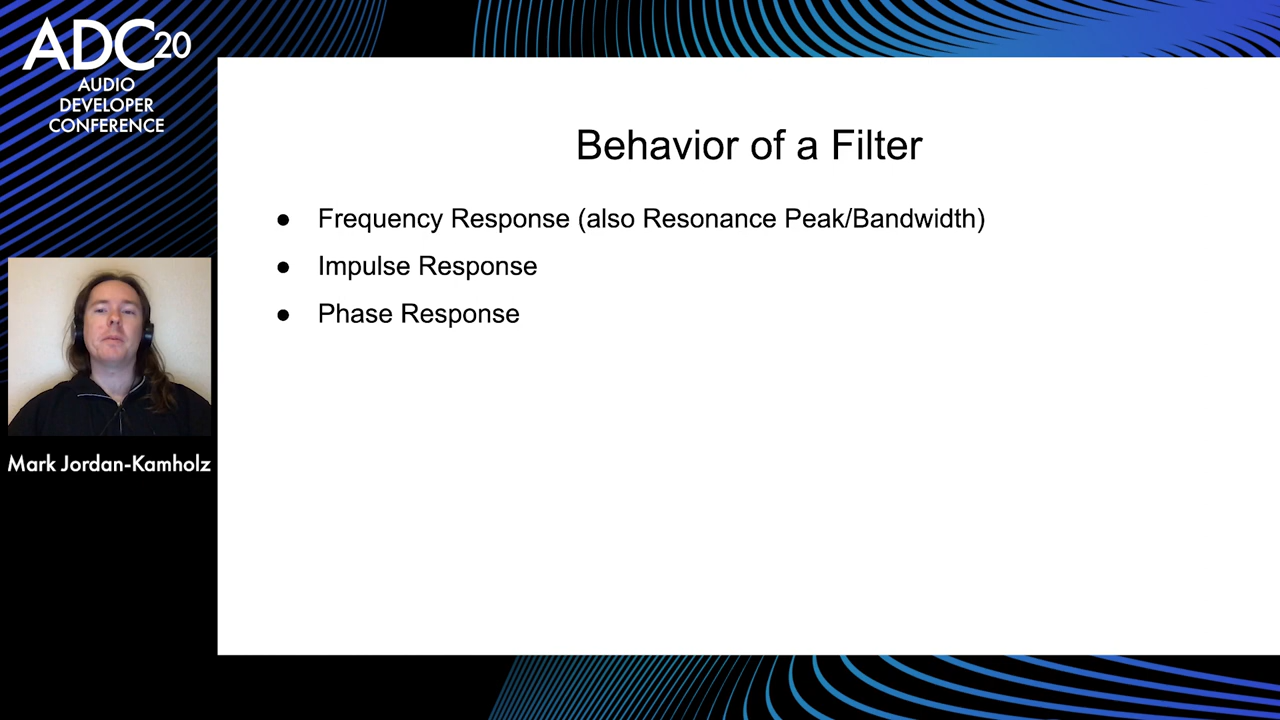 ADC20
AUDIO
DEVELOPER
CONFERENCE
Behavior of a Filter
● Frequency Response (also Resonance Peak/Bandwidth)
● Impulse Response
● Phase Response
Mark Jordan-Kamholz